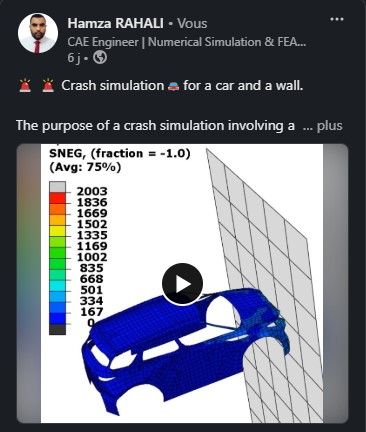 Hamza RAHALI • Vous
CAE Engineer | Numerical Simulation & FEA...
6 j •
🚨 🚨 Crash simulation 🚘 for a car and a wall.
The purpose of a crash simulation involving a ... plus
SNEG, (fraction = -1.0)
(Avg: 75%)
2003
1836
1669
1502
1335
1169
1002
835
668
501
334
167
0